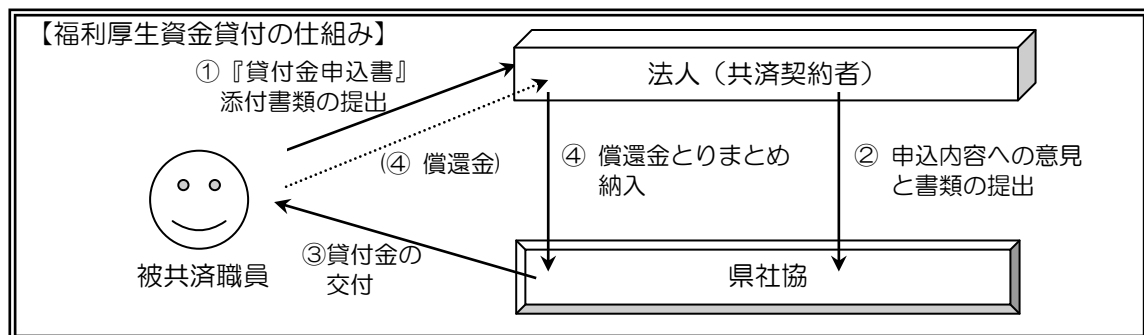 【福利厚生資金貸付の仕組み】
①『貸付金申込書』
添付書類の提出
法人（共済契約者）
(④ 償還金)
④ 償還金とりまとめ
納入
② 申込内容への意見
と書類の提出
③貸付金の
交付
被共済職員
県社協